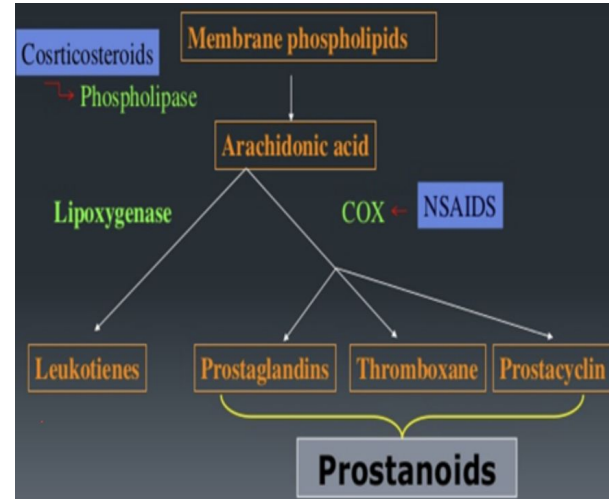 Membrane phospholipids
Cosrticosteroids
Phospholipase
Arachidonic acid
Lipoxygenase
COX
NSAIDS
Leukotienes
Prostaglandins
Thromboxane
Prostacyclin
Prostanoids